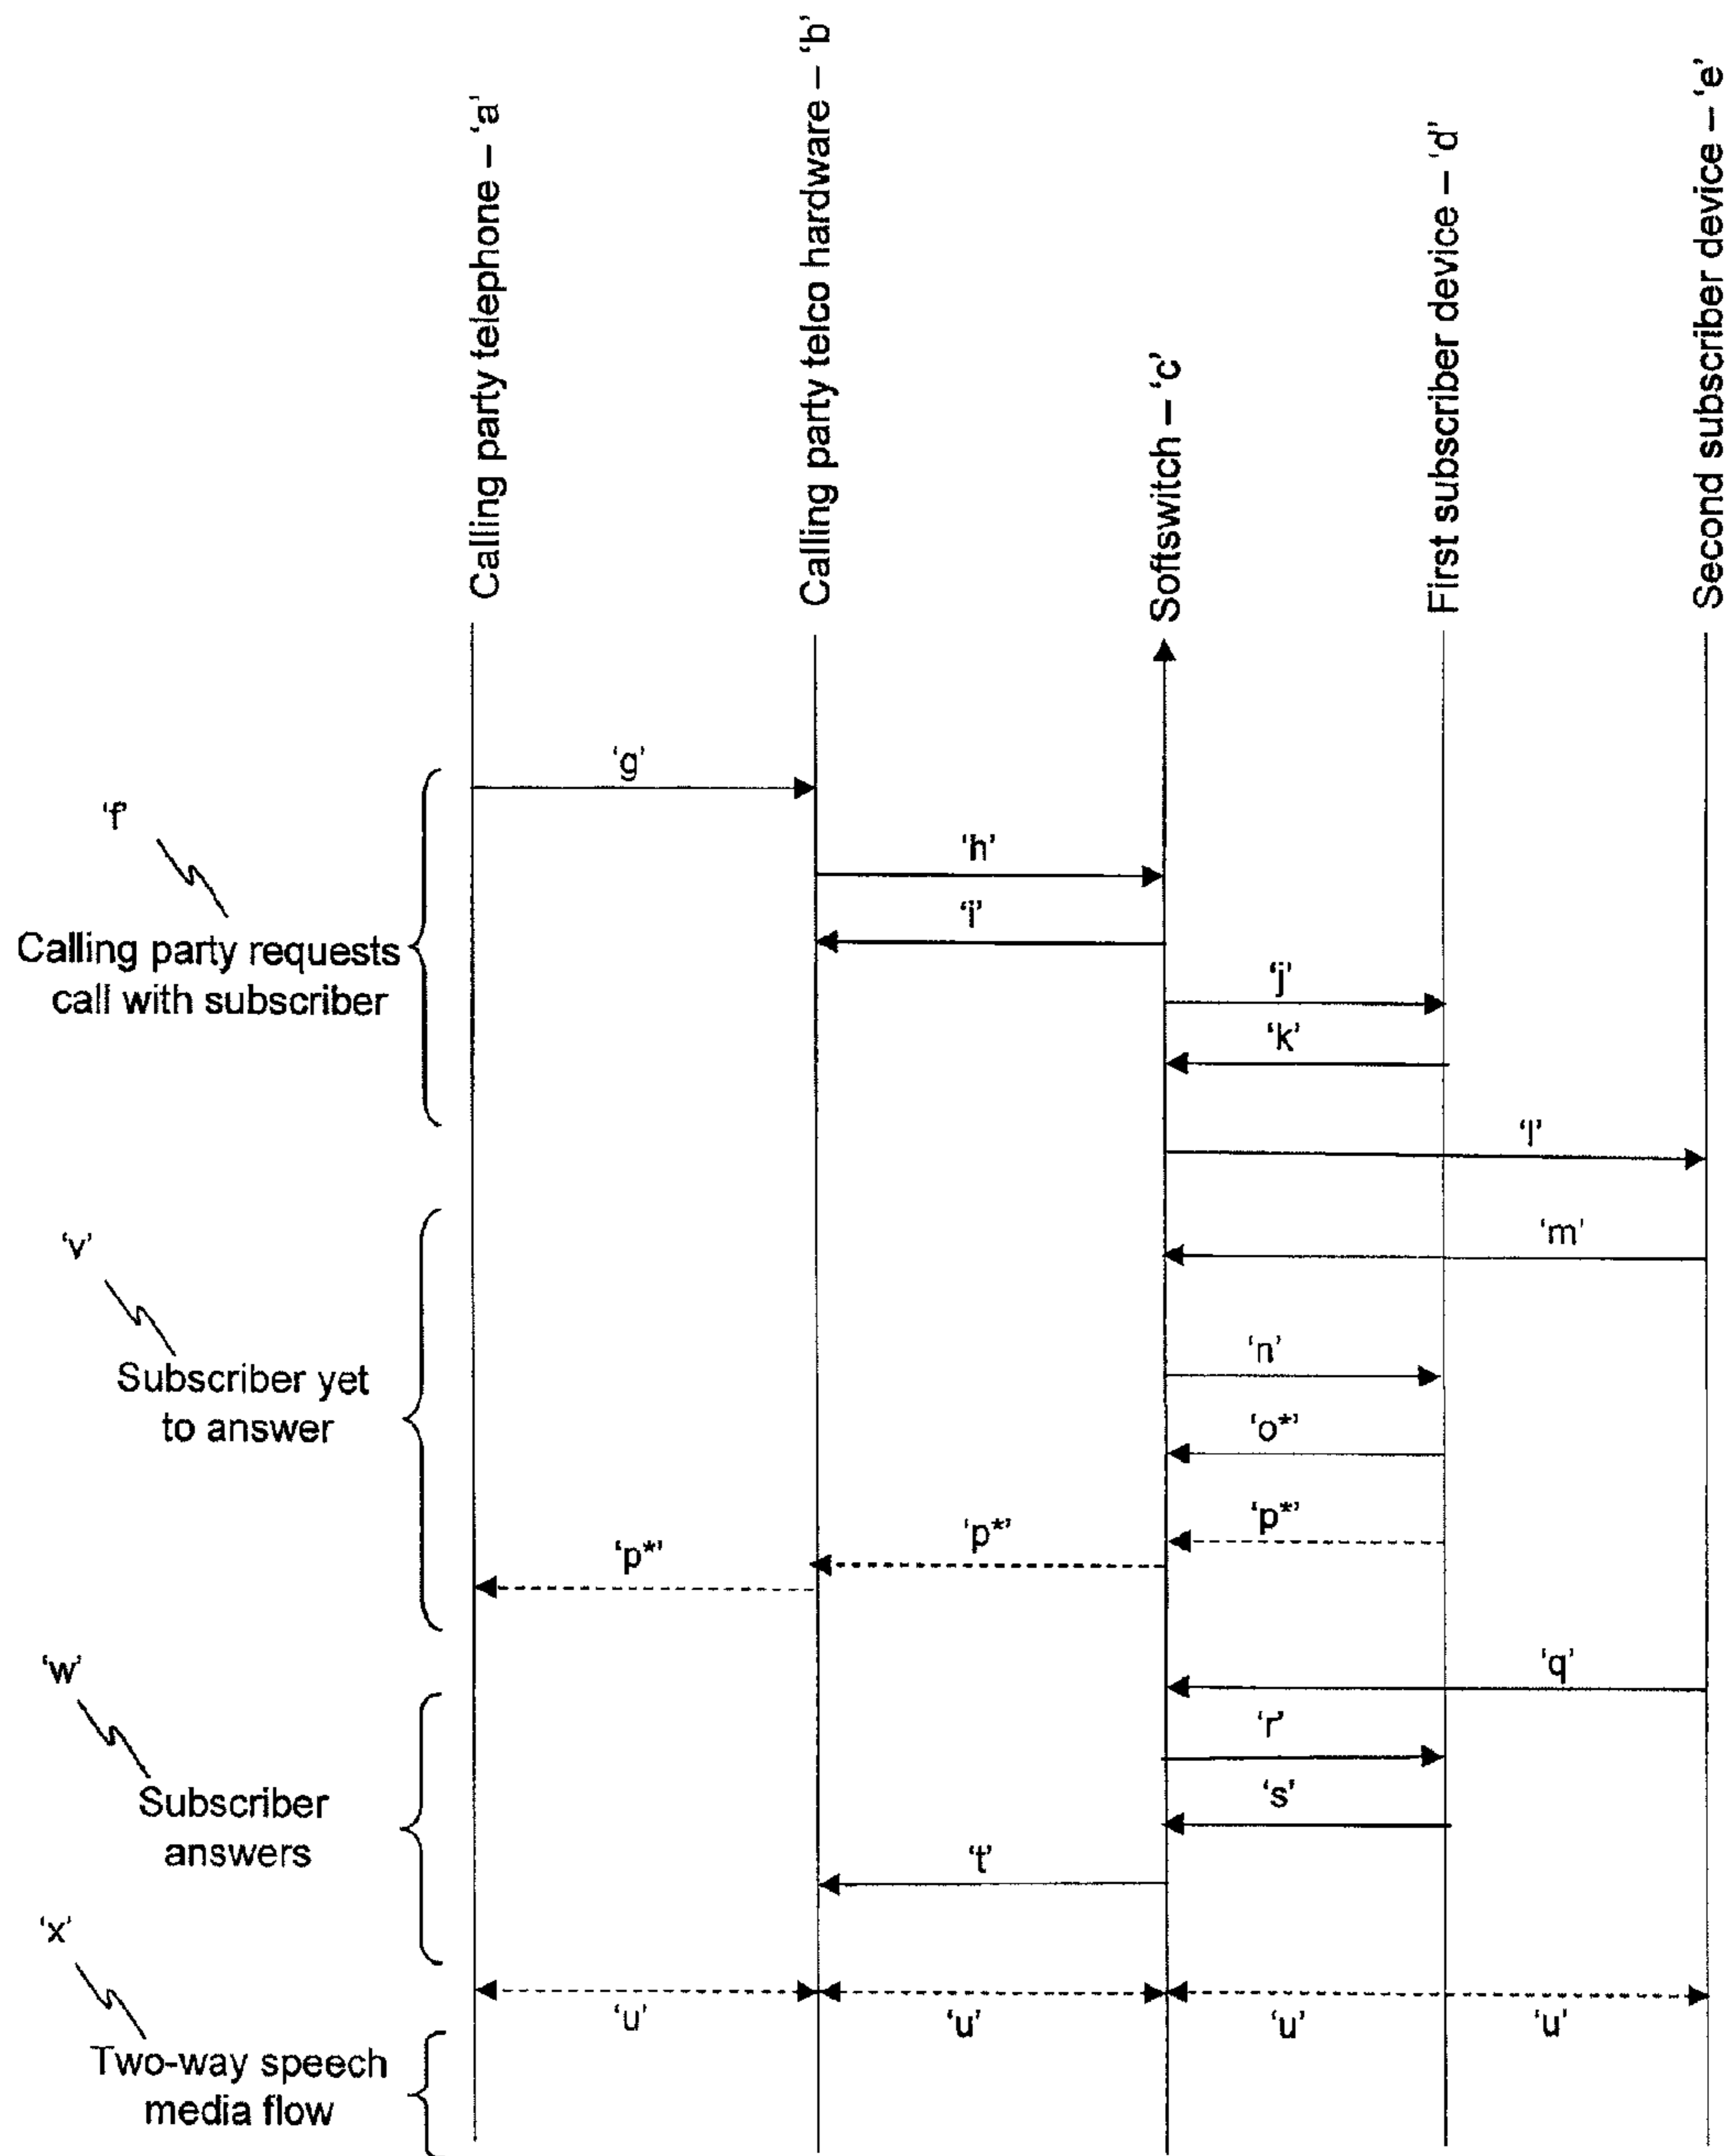 Calling party telephone – ‘a’
Calling party telco hardware – ‘b’
Softswitch – ‘c’
First subscriber device – ‘d’
Second subscriber device – ‘e’
‘g’
‘f’
‘h’
Calling party requests
call with subscriber
‘i’
‘j’
‘k’
‘l’
‘v’
‘m’
Subscriber yet
to answer
‘n’
‘o*’
‘p*’
‘p*’
‘p*’
‘w’
‘q’
‘r’
Subscriber
answers
‘s’
‘t’
‘x’
‘u’
‘u’
‘u’
‘u’
Two-way speech
media flow